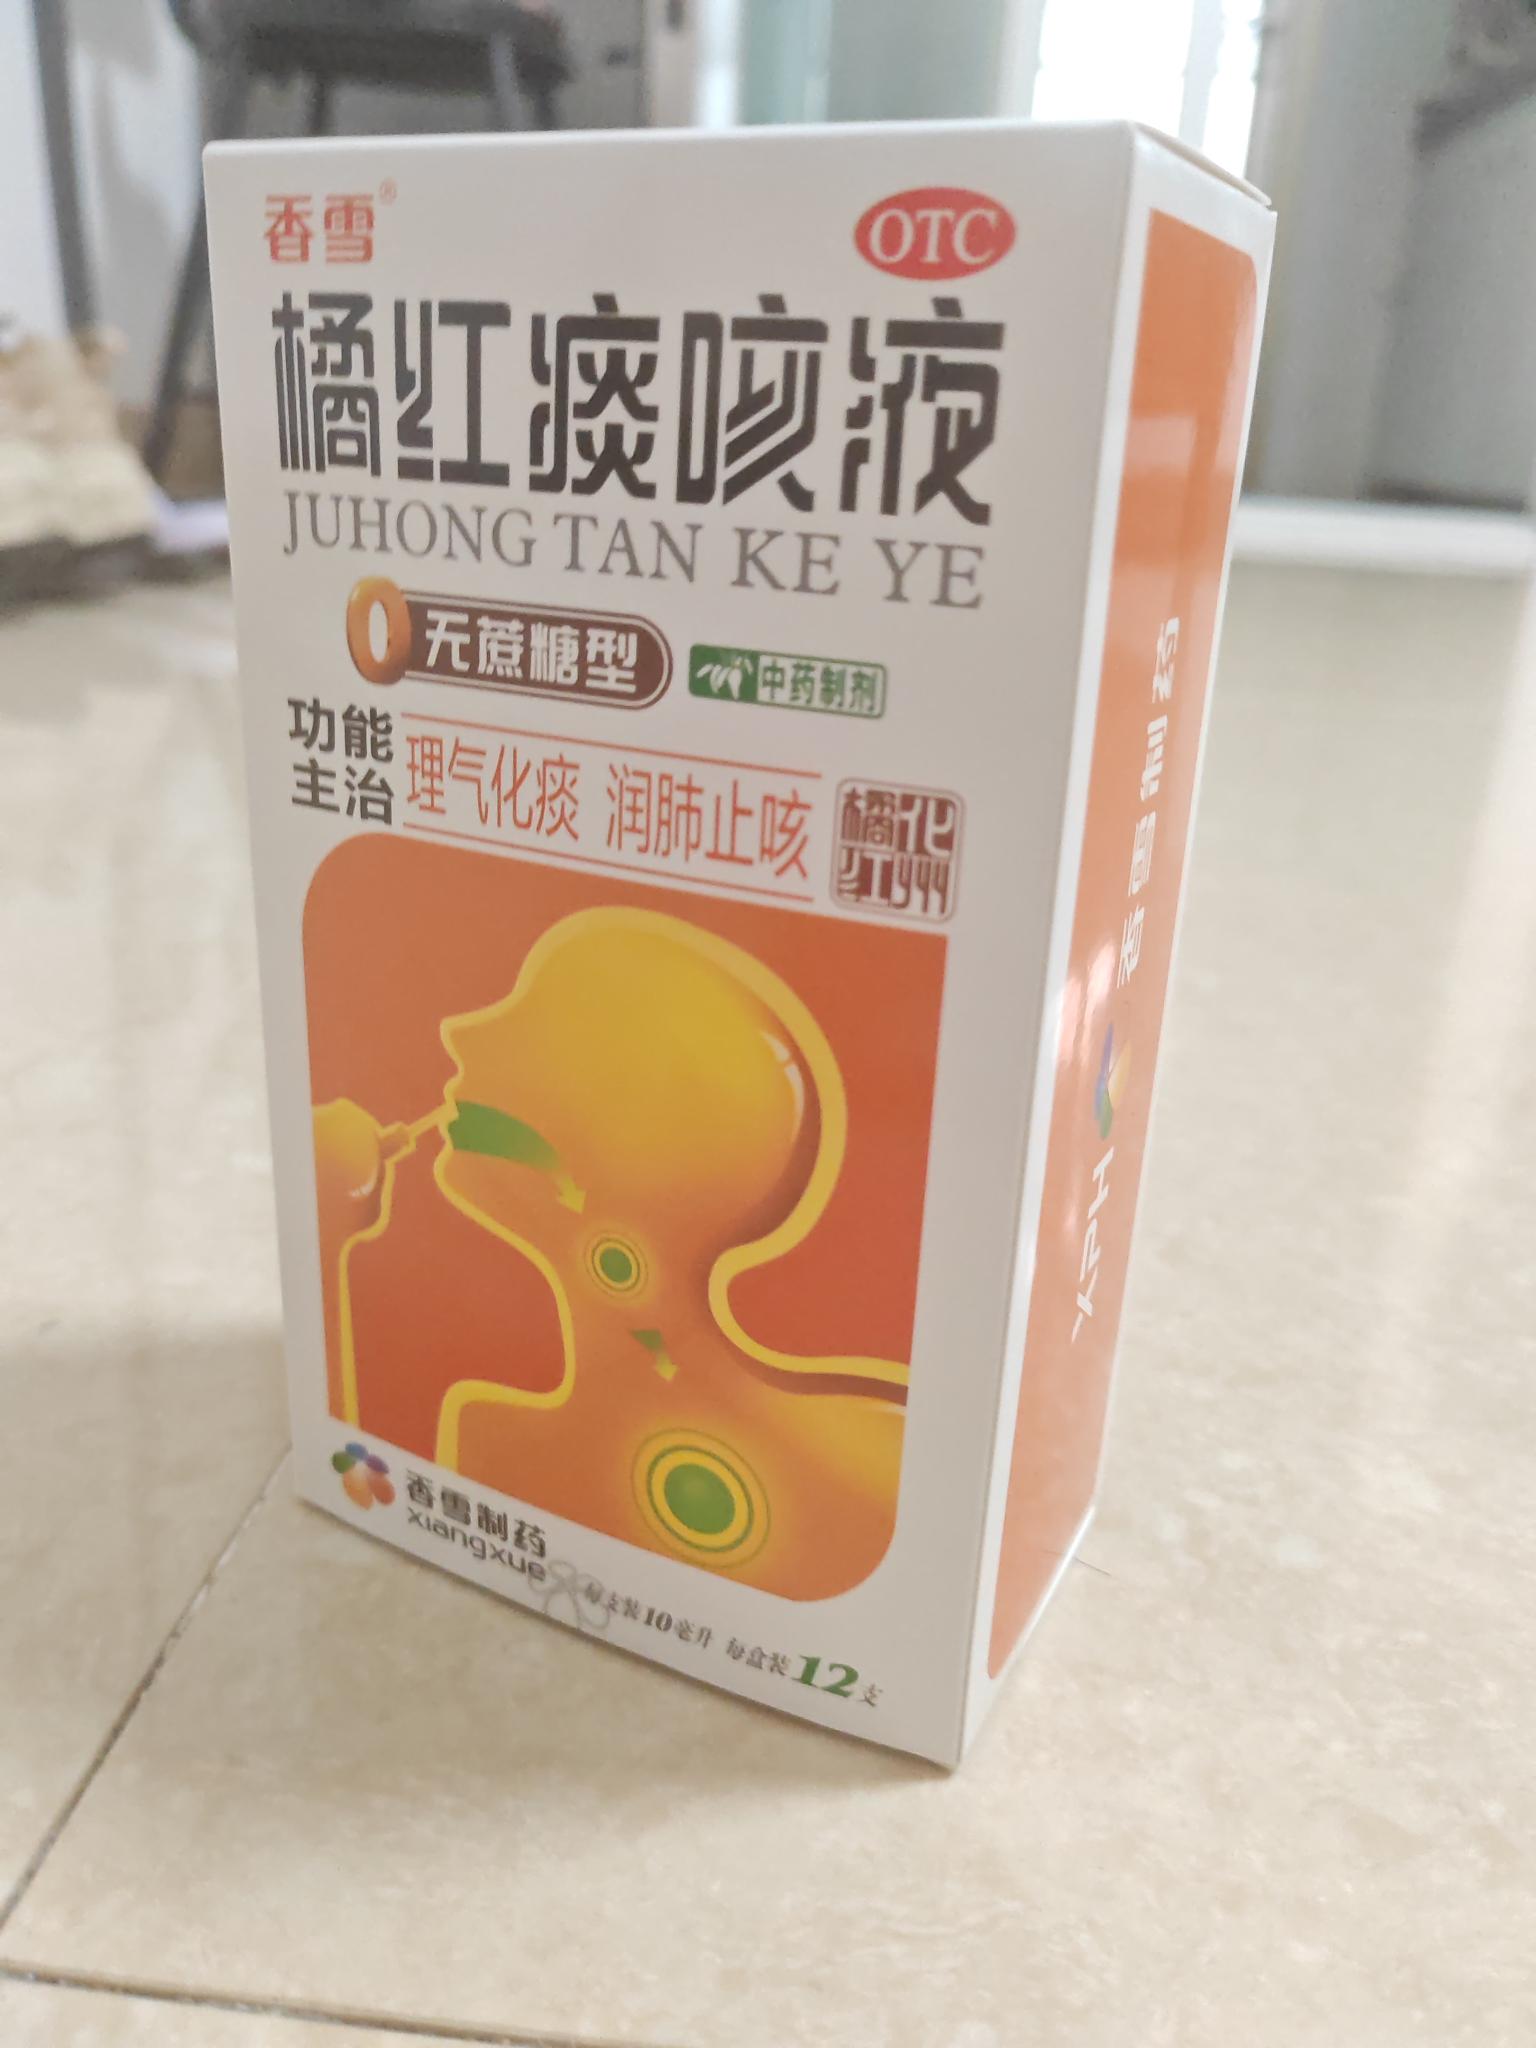 香雪®
OTC
橘红痰咳液
JUHONG TAN KE YE
0 无蔗糖型
中药制剂
功能
主治
理气化痰 润肺止咳
化州
橘红
香雪制药
xiangxue
每支装10毫升 每盒装12支
XPH 香雪制药